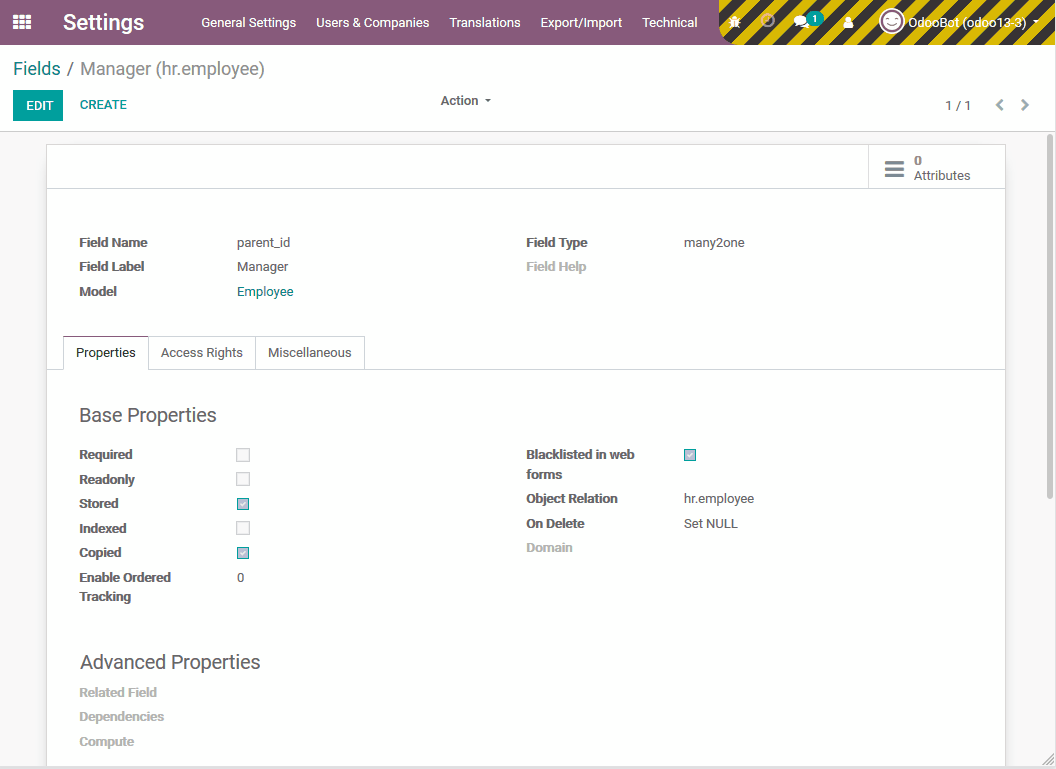 Settings General Settings Users & Companies Translations Export/Import Technical 1 OdooBot (odoo13-3)
Fields / Manager (hr.employee)
EDIT CREATE Action 1 / 1
0
Attributes
Field Name parent_id Field Type many2one
Field Label Manager Field Help
Model Employee
Properties Access Rights Miscellaneous
Base Properties
Required Blacklisted in web
forms
Readonly
Stored Object Relation hr.employee
Indexed On Delete Set NULL
Copied Domain
Enable Ordered 0
Tracking
Advanced Properties
Related Field
Dependencies
Compute